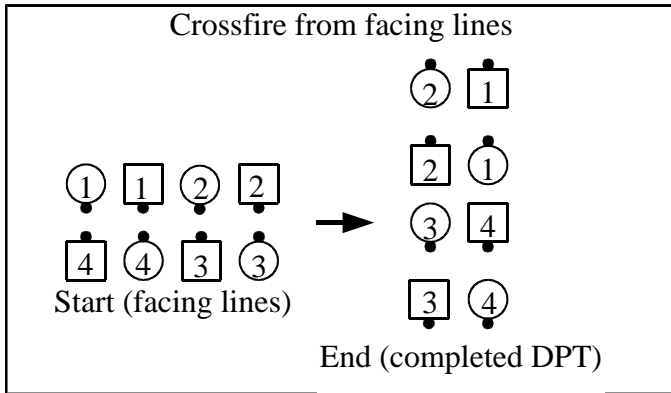 Crossfire from facing lines
2 1
2 1
1 1 2 2
3 4
4 4 3 3
Start (facing lines)
3 4
End (completed DPT)